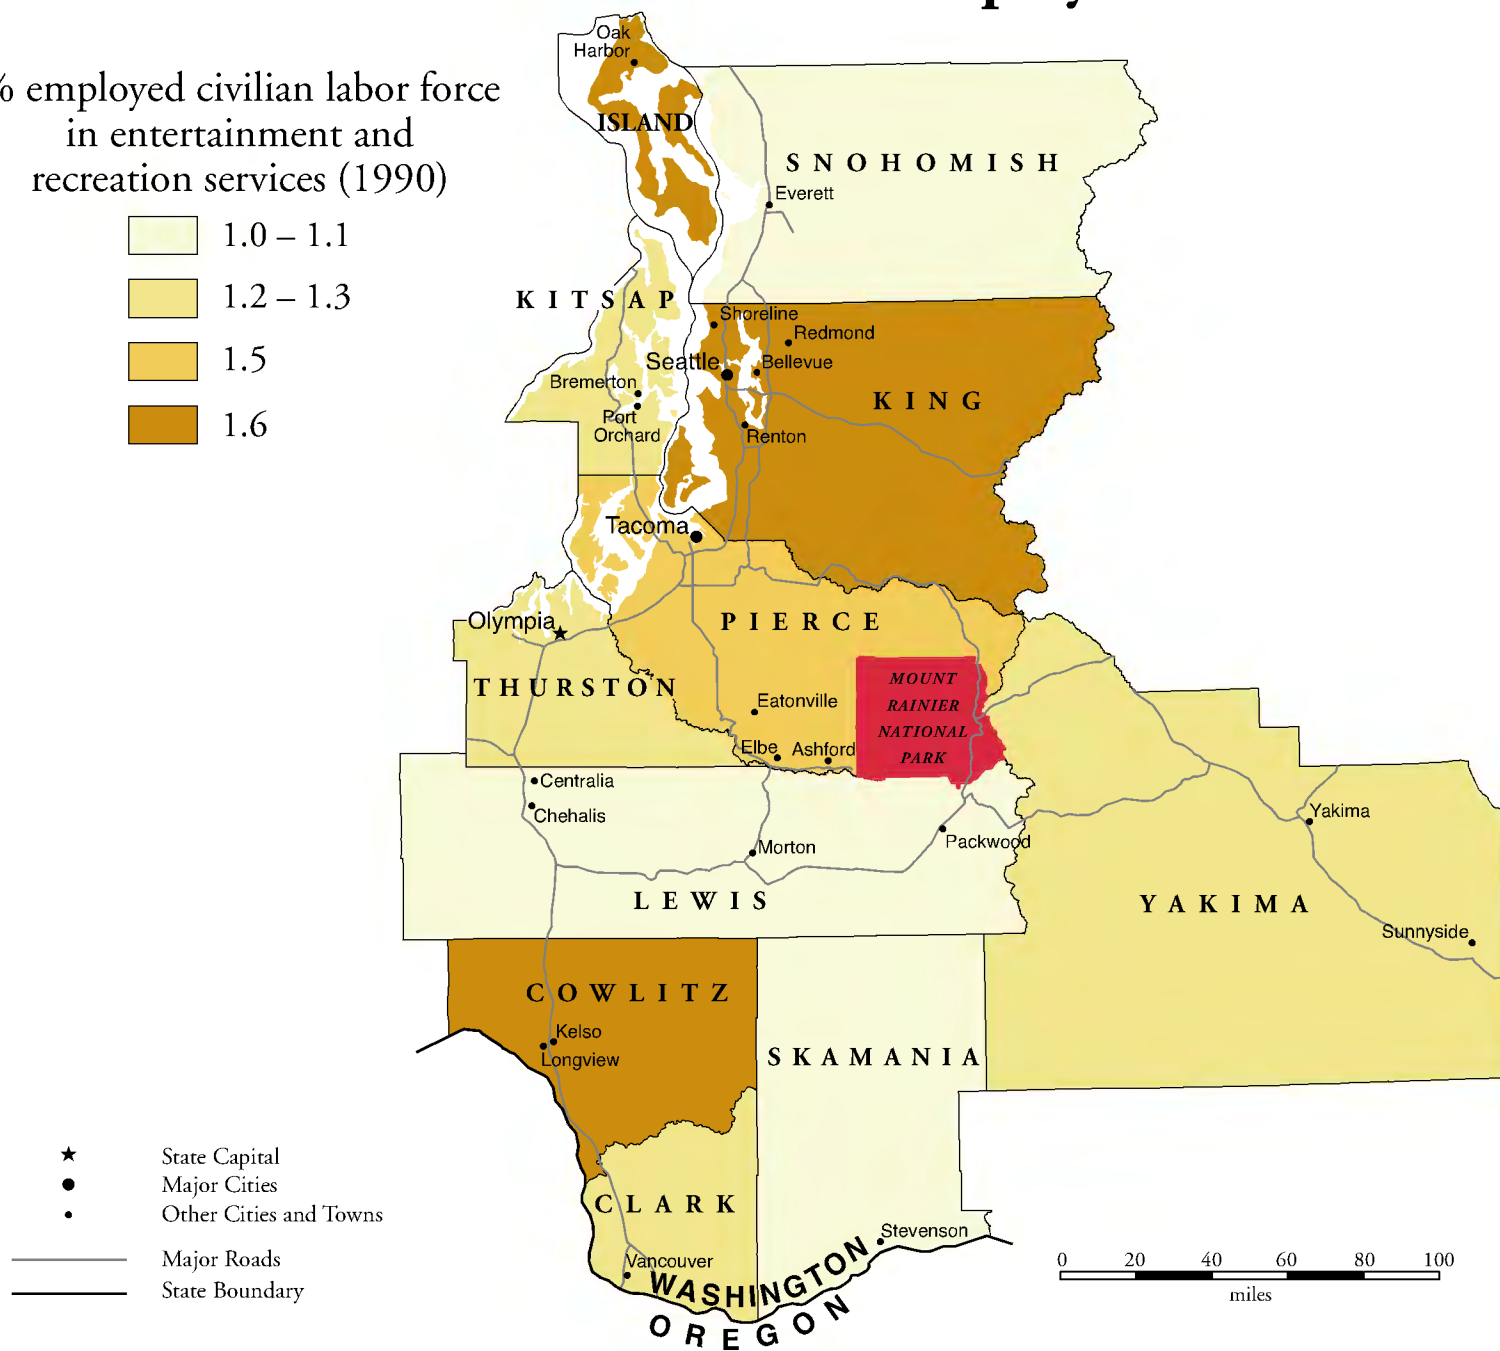 % employed civilian labor force
in entertainment and
recreation services (1990)
1.0 – 1.1
1.2 – 1.3
1.5
1.6
Oak
Harbor
ISLAND
SNOHOMISH
Everett
KITSAP
Shoreline
Redmond
Seattle
Bellevue
Bremerton
KING
Port
Orchard
Renton
Tacoma
Olympia
PIERCE
THURSTON
MOUNT
RAINIER
NATIONAL
PARK
Eatonville
Elbe
Ashford
Centralia
Chehalis
Morton
Packwood
Yakima
LEWIS
YAKIMA
Sunnyside
COWLITZ
Kelso
Longview
SKAMANIA
CLARK
Stevenson
Vancouver
WASHINGTON
OREGON
State Capital
Major Cities
Other Cities and Towns
Major Roads
State Boundary
0 20 40 60 80 100
miles